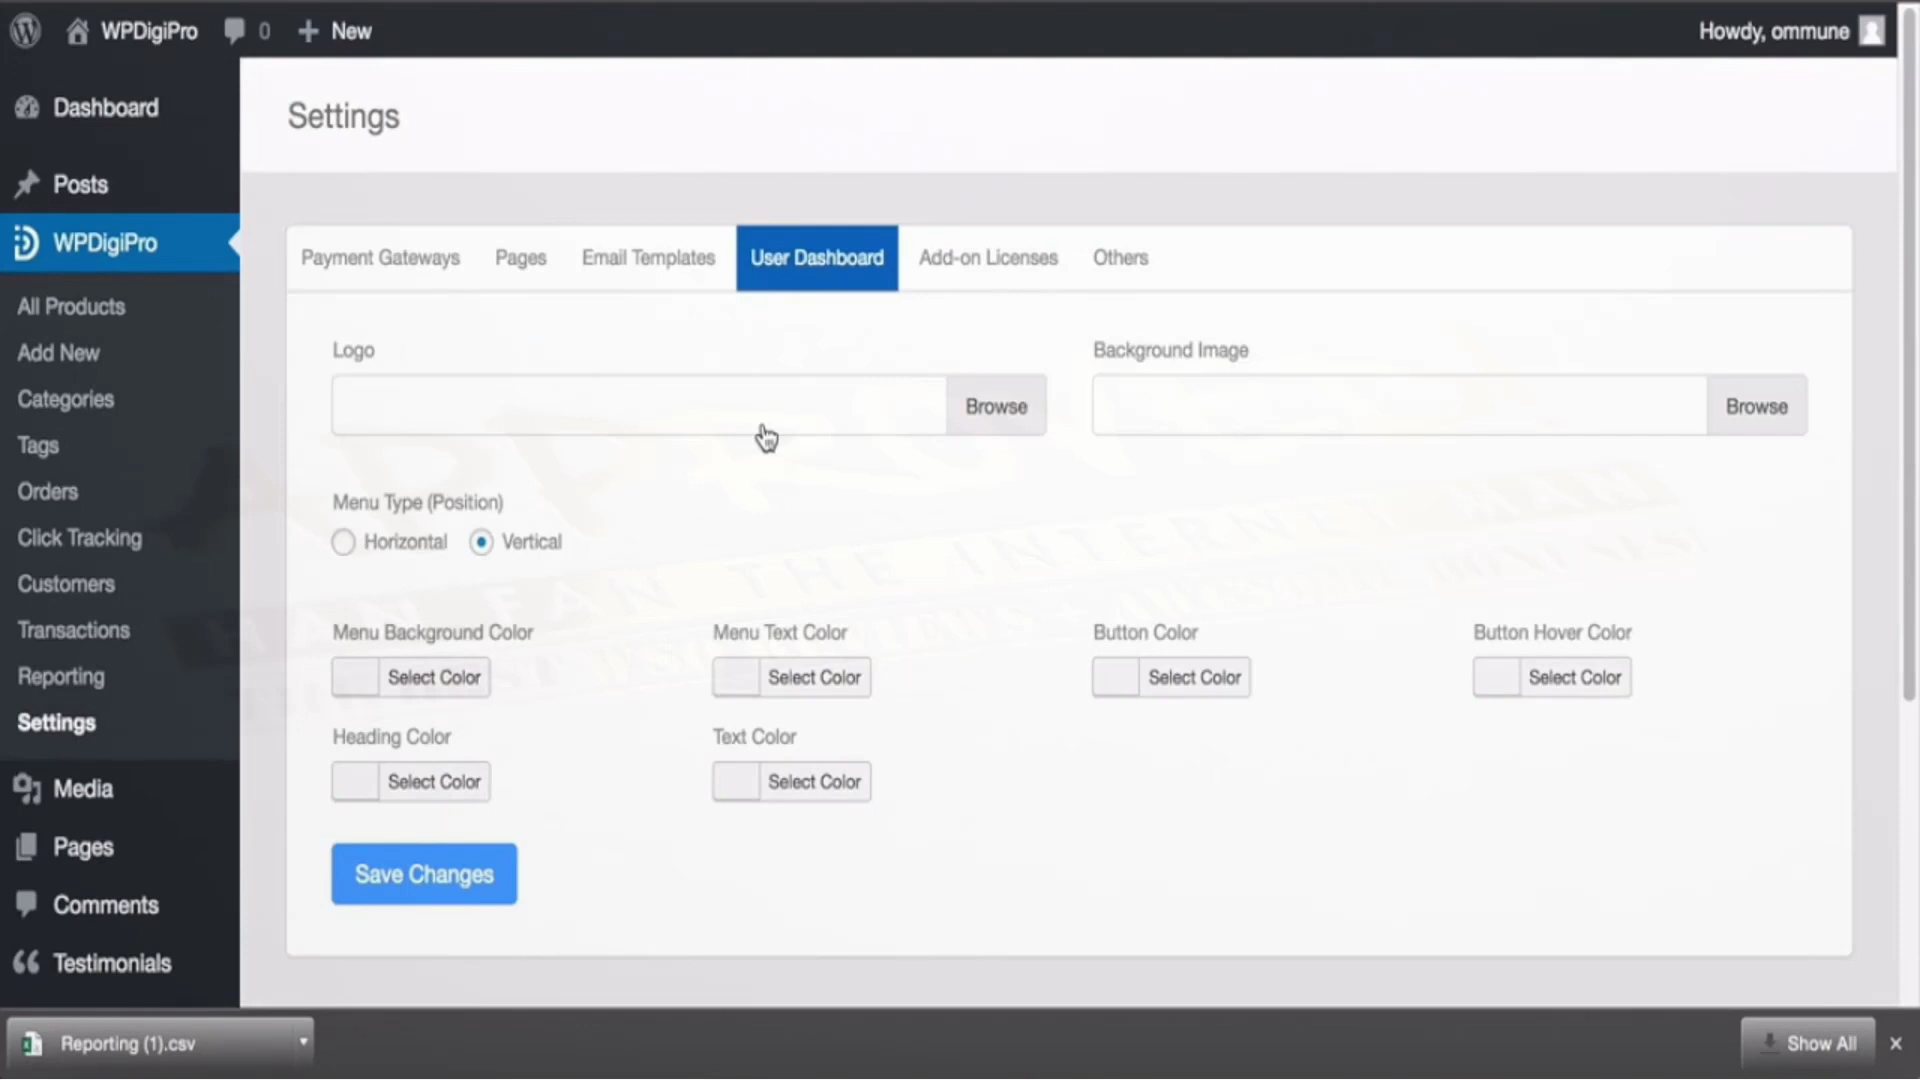 WPDigiPro
0
New
Howdy, ommune
Dashboard
Posts
WPDigiPro
All Products
Add New
Categories
Tags
Orders
Click Tracking
Customers
Transactions
Reporting
Settings
Media
Pages
Comments
Testimonials
Settings
Payment Gateways
Pages
Email Templates
User Dashboard
Add-on Licenses
Others
Logo
Browse
Background Image
Browse
Menu Type (Position)
Horizontal
Vertical
Menu Background Color
Select Color
Menu Text Color
Select Color
Button Color
Select Color
Button Hover Color
Select Color
Heading Color
Select Color
Text Color
Select Color
Save Changes
THE INTERNET MAN
Reporting (1).csv
Show All